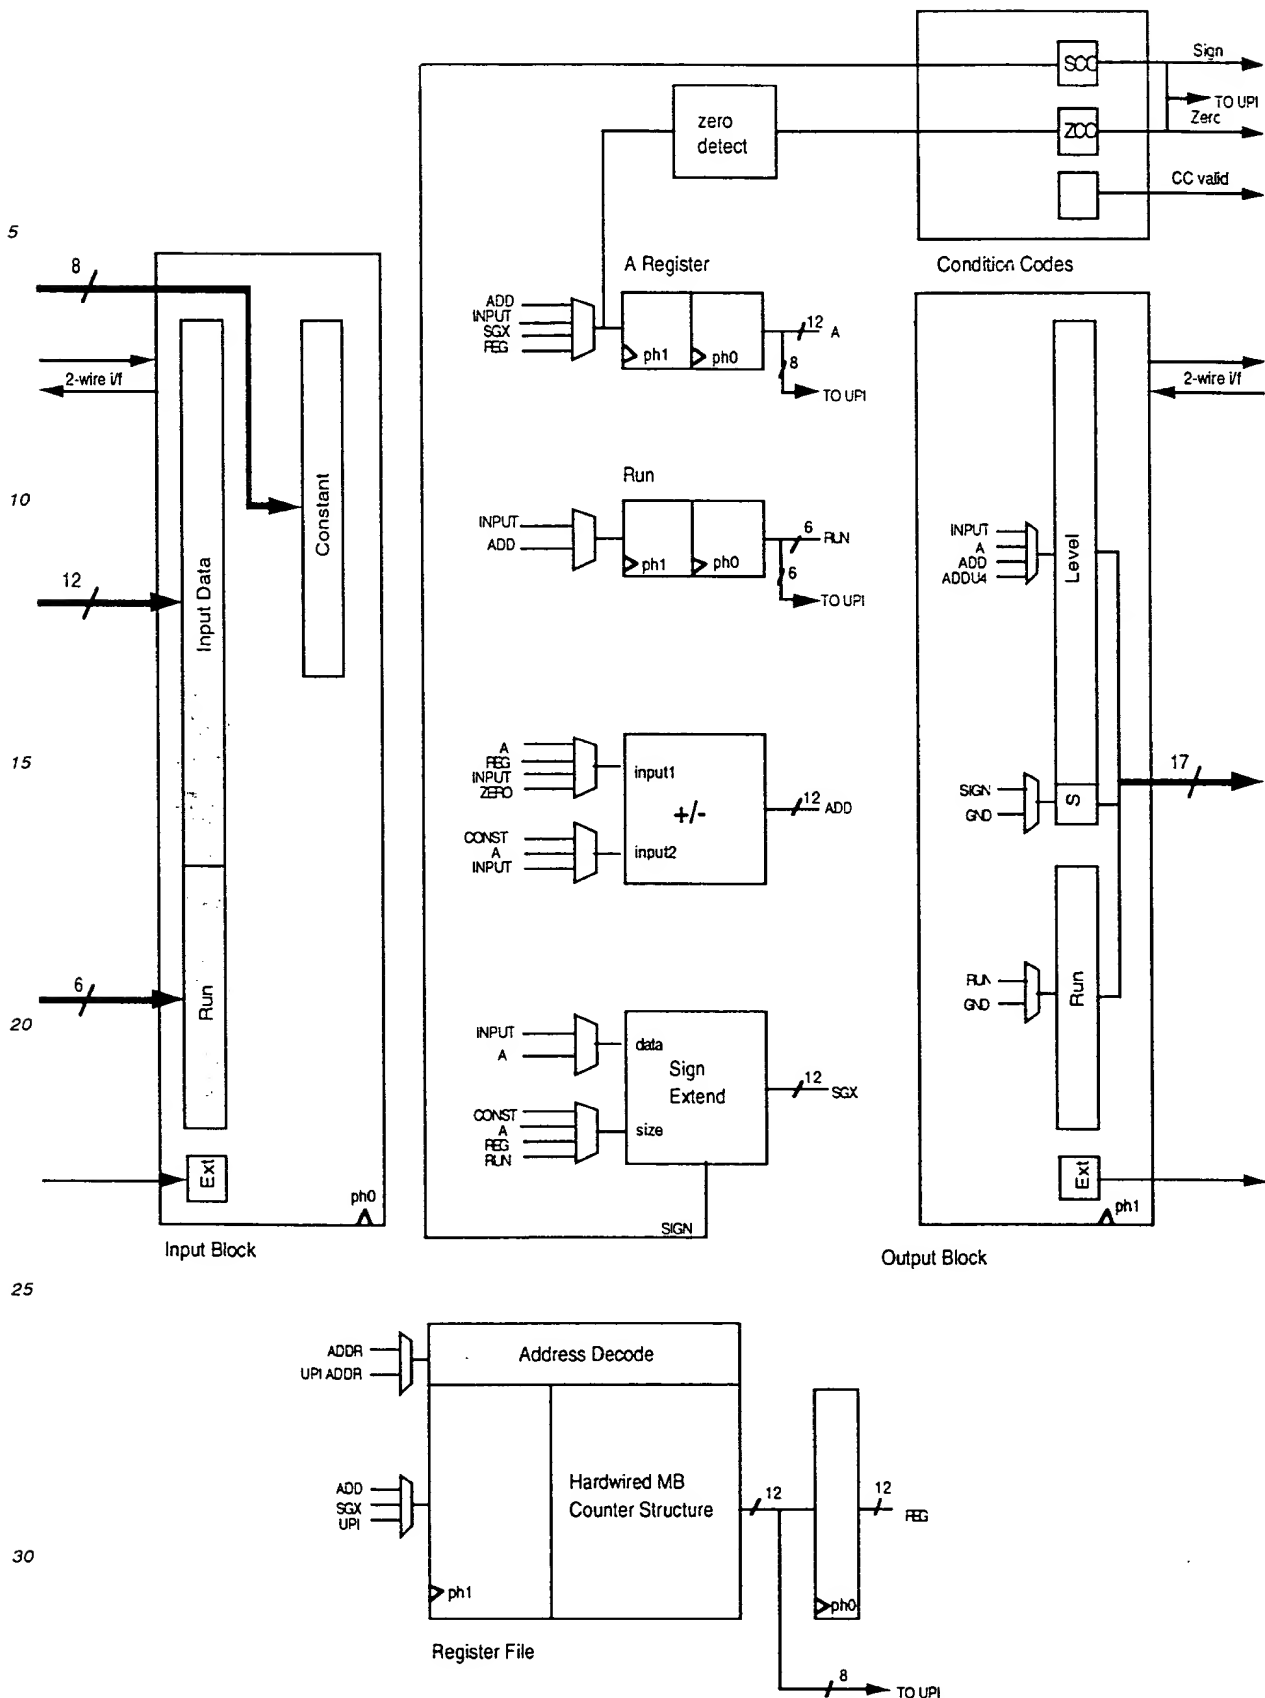 SCC
Sign
TO UPI
zero
detect
ZCC
Zero
CC valid
5
8
A Register
Condition Codes
ADD
INPUT
SGX
REG
ph1
ph0
12
A
8
TO UPI
2-wire i/f
2-wire i/f
Input Data
Constant
Level
10
Run
INPUT
ADD
ph1
ph0
6
RUN
6
TO UPI
INPUT
A
ADD
ADDU4
12
15
A
REG
INPUT
ZERO
input1
+/-
12
ADD
CONST
A
INPUT
input2
SIGN
GND
S
17
6
Run
RUN
GND
Run
20
INPUT
A
data
Sign
Extend
12
SGX
CONST
A
REG
RUN
size
Ext
ph0
SIGN
Ext
ph1
Input Block
Output Block
25
ADDR
UPI ADDR
Address Decode
ADD
SGX
UPI
Hardwired MB
Counter Structure
12
12
REG
30
ph1
ph0
Register File
8
TO UPI